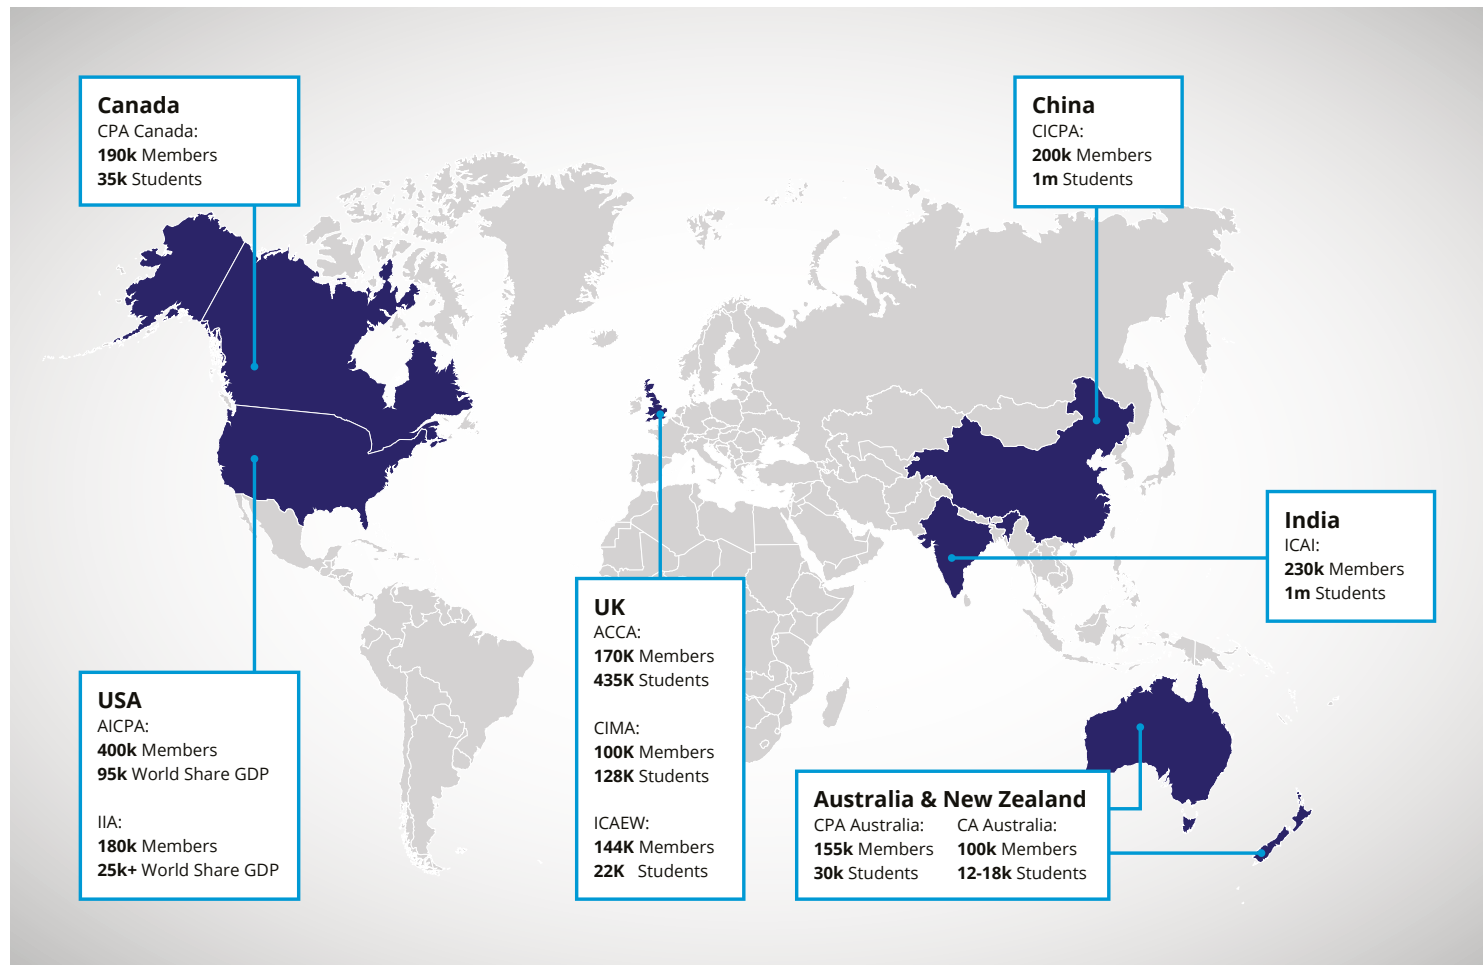 Canada
CPA Canada:
190k Members
35k Students
China
CICPA:
200k Members
1m Students
India
ICAI:
230k Members
1m Students
USA
AICPA:
400k Members
95k World Share GDP
IIA:
180k Members
25k+ World Share GDP
UK
ACCA:
170K Members
435K Students
CIMA:
100K Members
128K Students
ICAEW:
144K Members
22K Students
Australia & New Zealand
CPA Australia:
155k Members
30k Students
CA Australia:
100k Members
12-18k Students